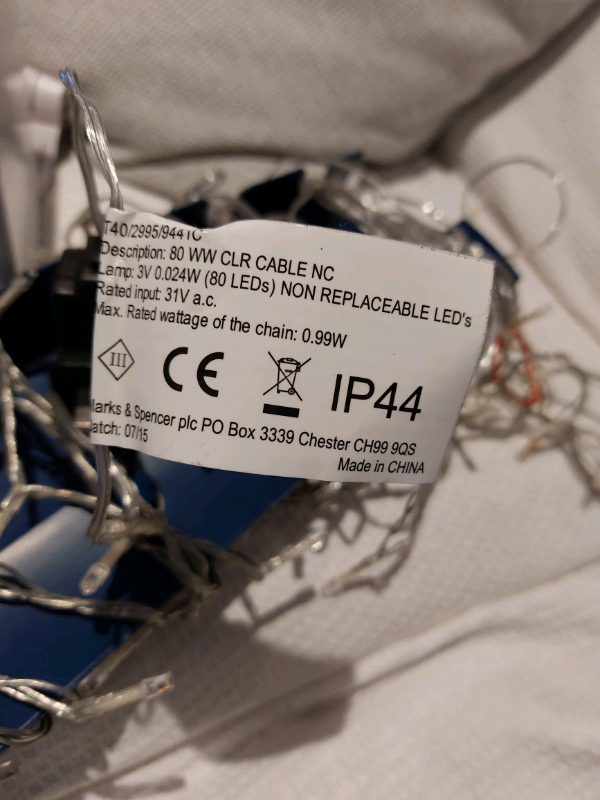 T40/2995/9441C
Description: 80 WW CLR CABLE NC
Lamp: 3V 0.024W (80 LEDs) NON REPLACEABLE LED's
Rated input: 31V a.c.
Max. Rated wattage of the chain: 0.99W
III CE IP44
arks & Spencer plc PO Box 3339 Chester CH99 9QS
atch: 07/15
Made in CHINA